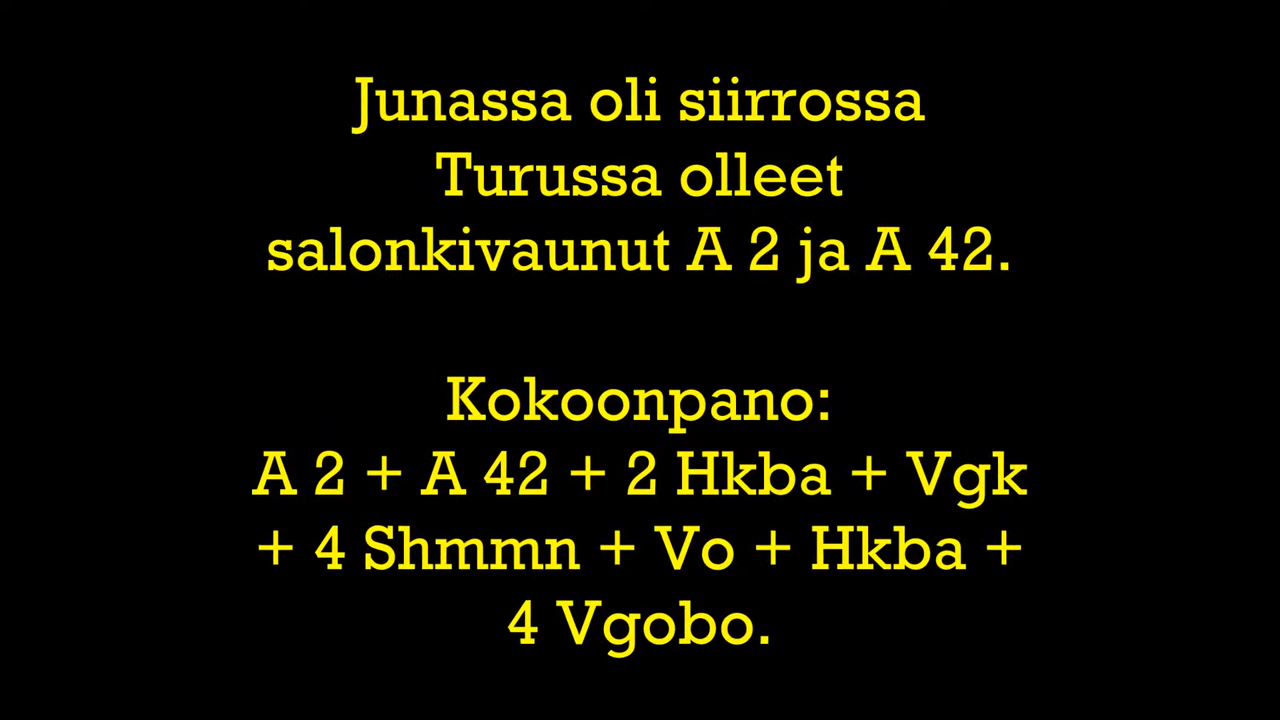 Junassa oli siirrossa
Turussa olleet
salonkivaunut A 2 ja A 42.
Kokoonpano:
A 2 + A 42 + 2 Hkba + Vgk
+ 4 Shmmn + Vo + Hkba +
4 Vgobo.